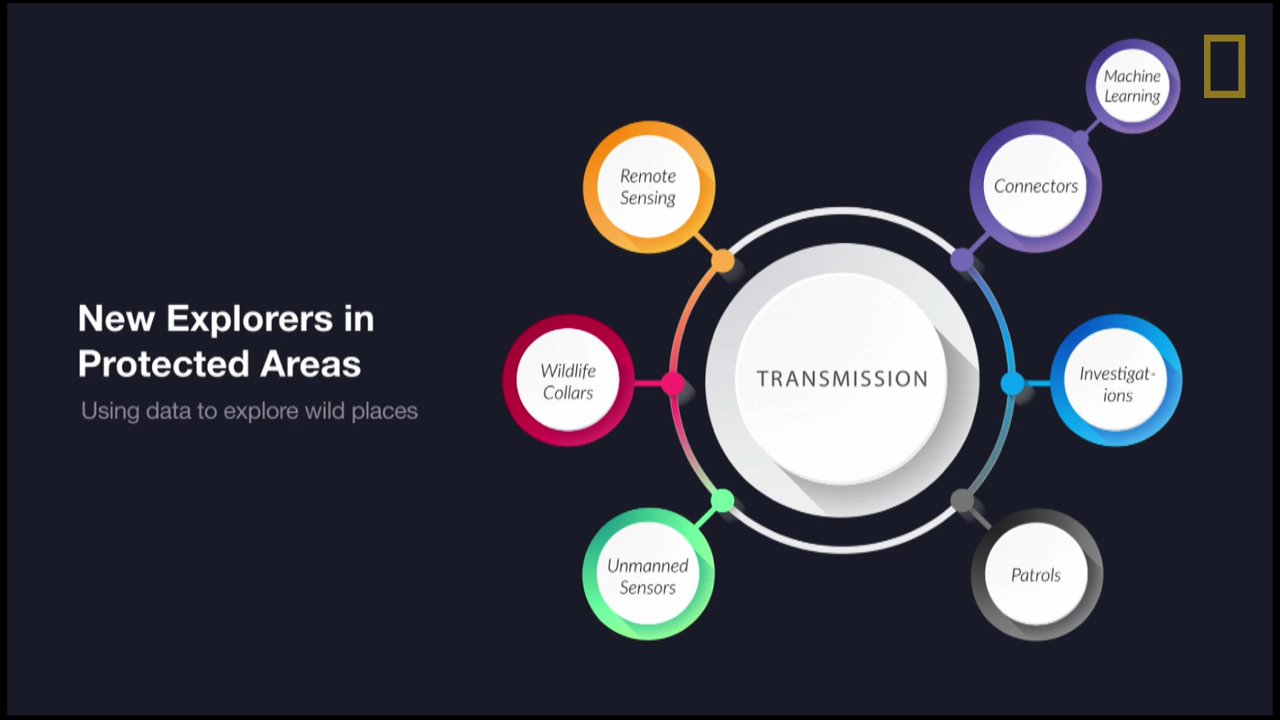 New Explorers in
Protected Areas
Using data to explore wild places
Machine
Learning
Remote
Sensing
Connectors
Wildlife
Collars
TRANSMISSION
Investigat-
ions
Unmanned
Sensors
Patrols